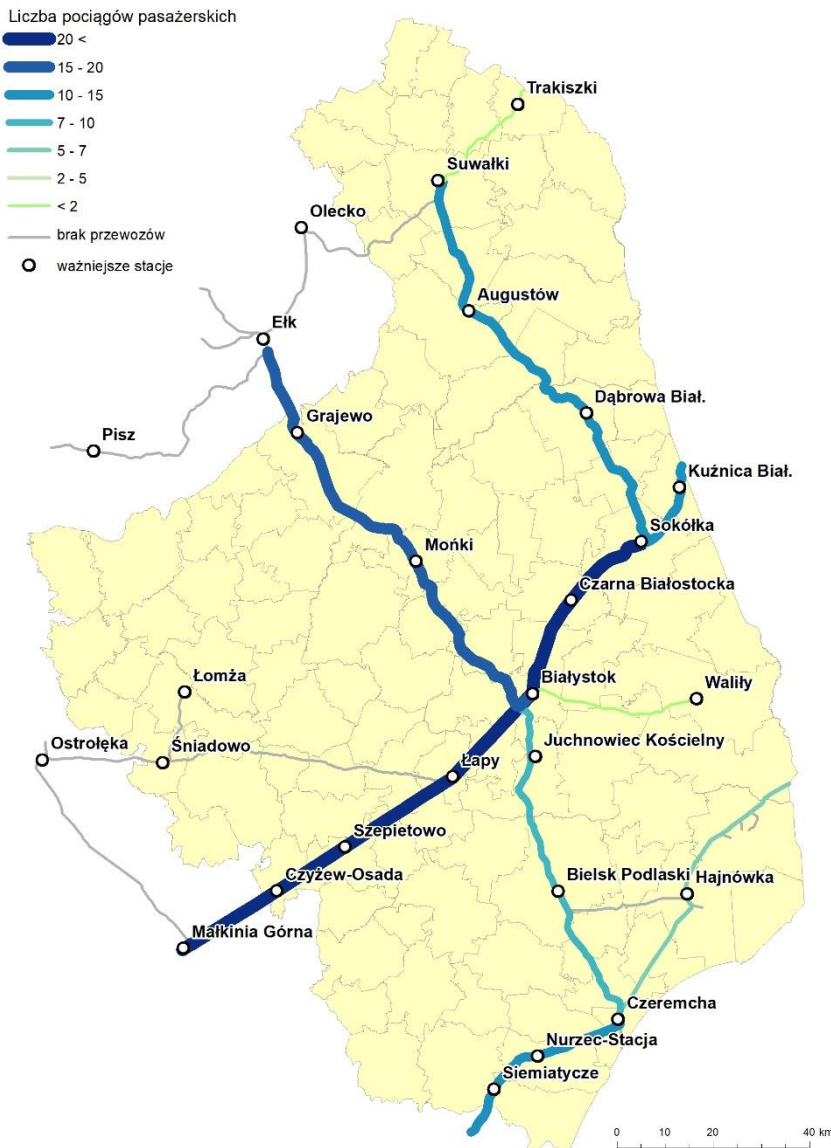 Liczba pociągów pasażerskich
20 <
15 - 20
10 - 15
7 - 10
5 - 7
2 - 5
< 2
brak przewozów
ważniejsze stacje
Trakiszki
Suwałki
Olecko
Augustów
Ełk
Dąbrowa Biał.
Grajewo
Pisz
Kuźnica Biał.
Sokółka
Mońki
Czarna Białostocka
Łomża
Białystok
Waliły
Ostrołęka
Śniadowo
Juchnowiec Kościelny
Łapy
Szepietowo
Czyżew-Osada
Bielsk Podlaski
Hajnówka
Małkinia Górna
Czeremcha
Nurzec-Stacja
Siemiatycze
0 10 20 40 km